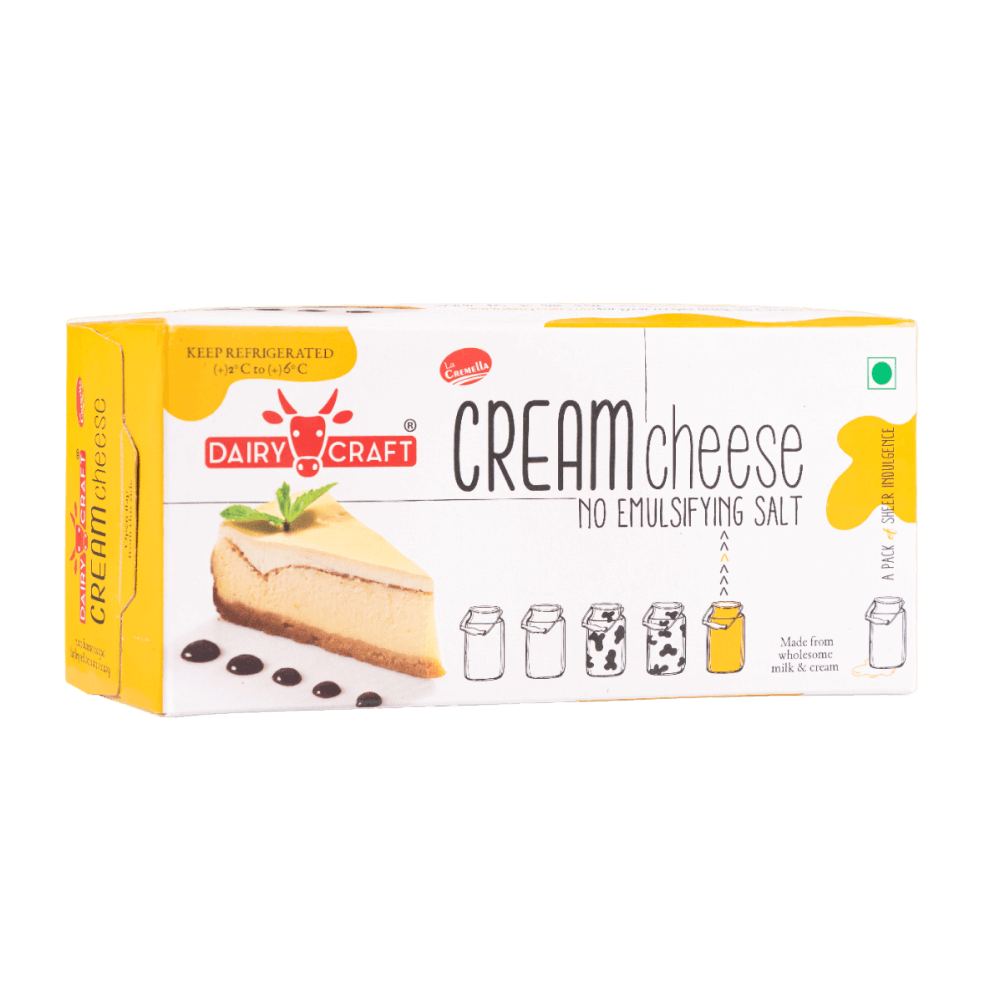 KEEP REFRIGERATED
(+)2° C to (+)6° C
DAIRY CRAFT ®
La
CREMELLA
CREAM cheese
NO EMULSIFYING SALT
A PACK of SHEER INDULGENCE
Made from
wholesome
milk & cream
DAIRY CRAFT
CREAM cheese